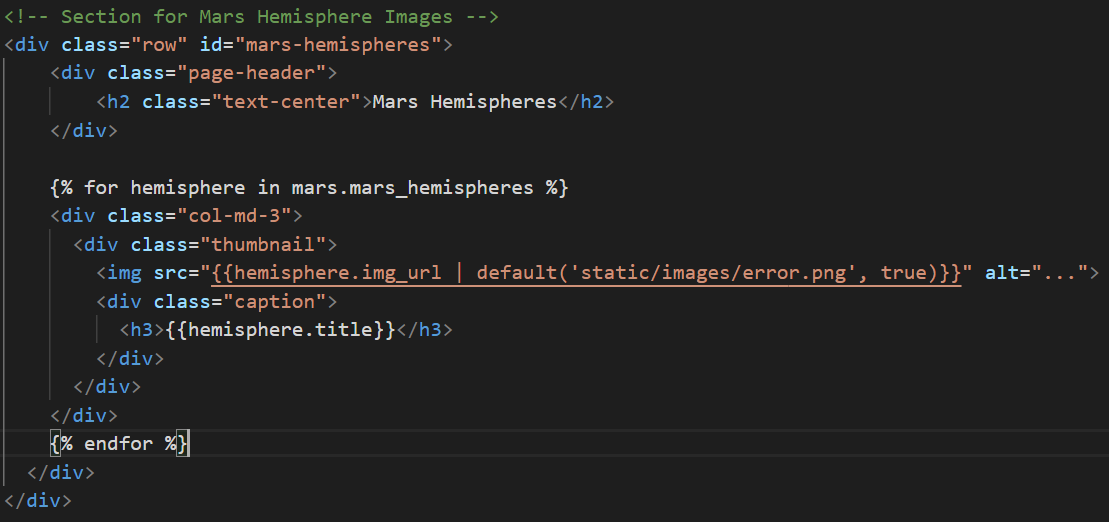 <!-- Section for Mars Hemisphere Images -->
<div class="row" id="mars-hemispheres">
    <div class="page-header">
        <h2 class="text-center">Mars Hemispheres</h2>
    </div>

    {% for hemisphere in mars.mars_hemispheres %}
    <div class="col-md-3">
      <div class="thumbnail">
        <img src="{{hemisphere.img_url | default('static/images/error.png', true)}}" alt="...">
        <div class="caption">
          <h3>{{hemisphere.title}}</h3>
        </div>
      </div>
    </div>
    {% endfor %}
  </div>
</div>